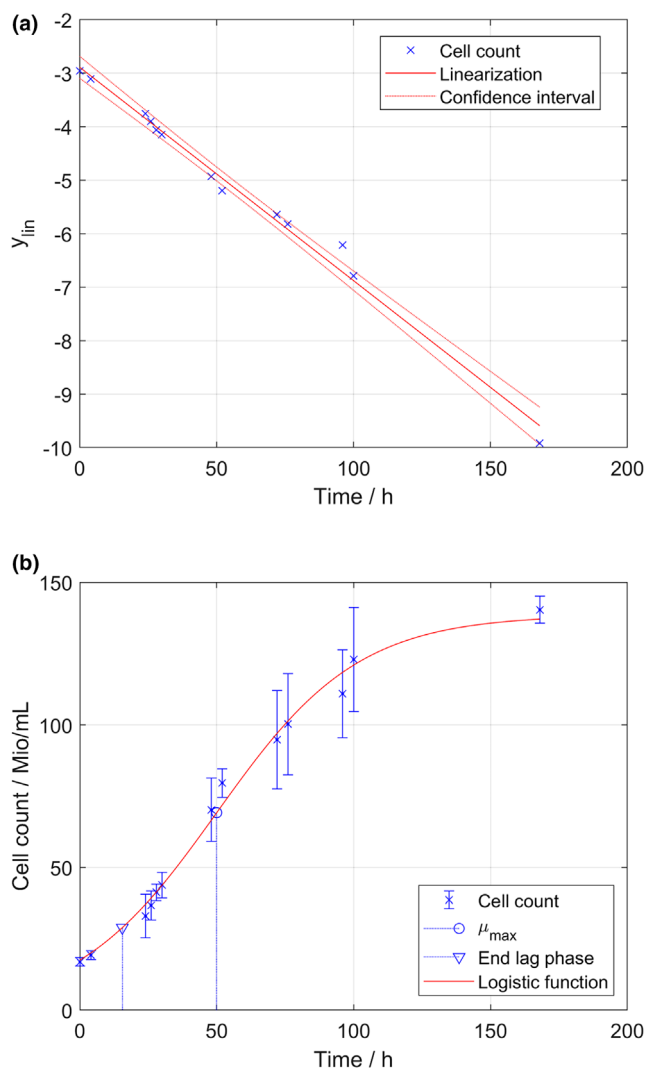 (a)
-2
-3
-4
-5
-6
-7
-8
-9
-10
y_lin
0
50
100
150
200
Time / h
Cell count
Linearization
Confidence interval
(b)
150
100
50
0
Cell count / Mio/mL
0
50
100
150
200
Time / h
Cell count
μ_max
End lag phase
Logistic function